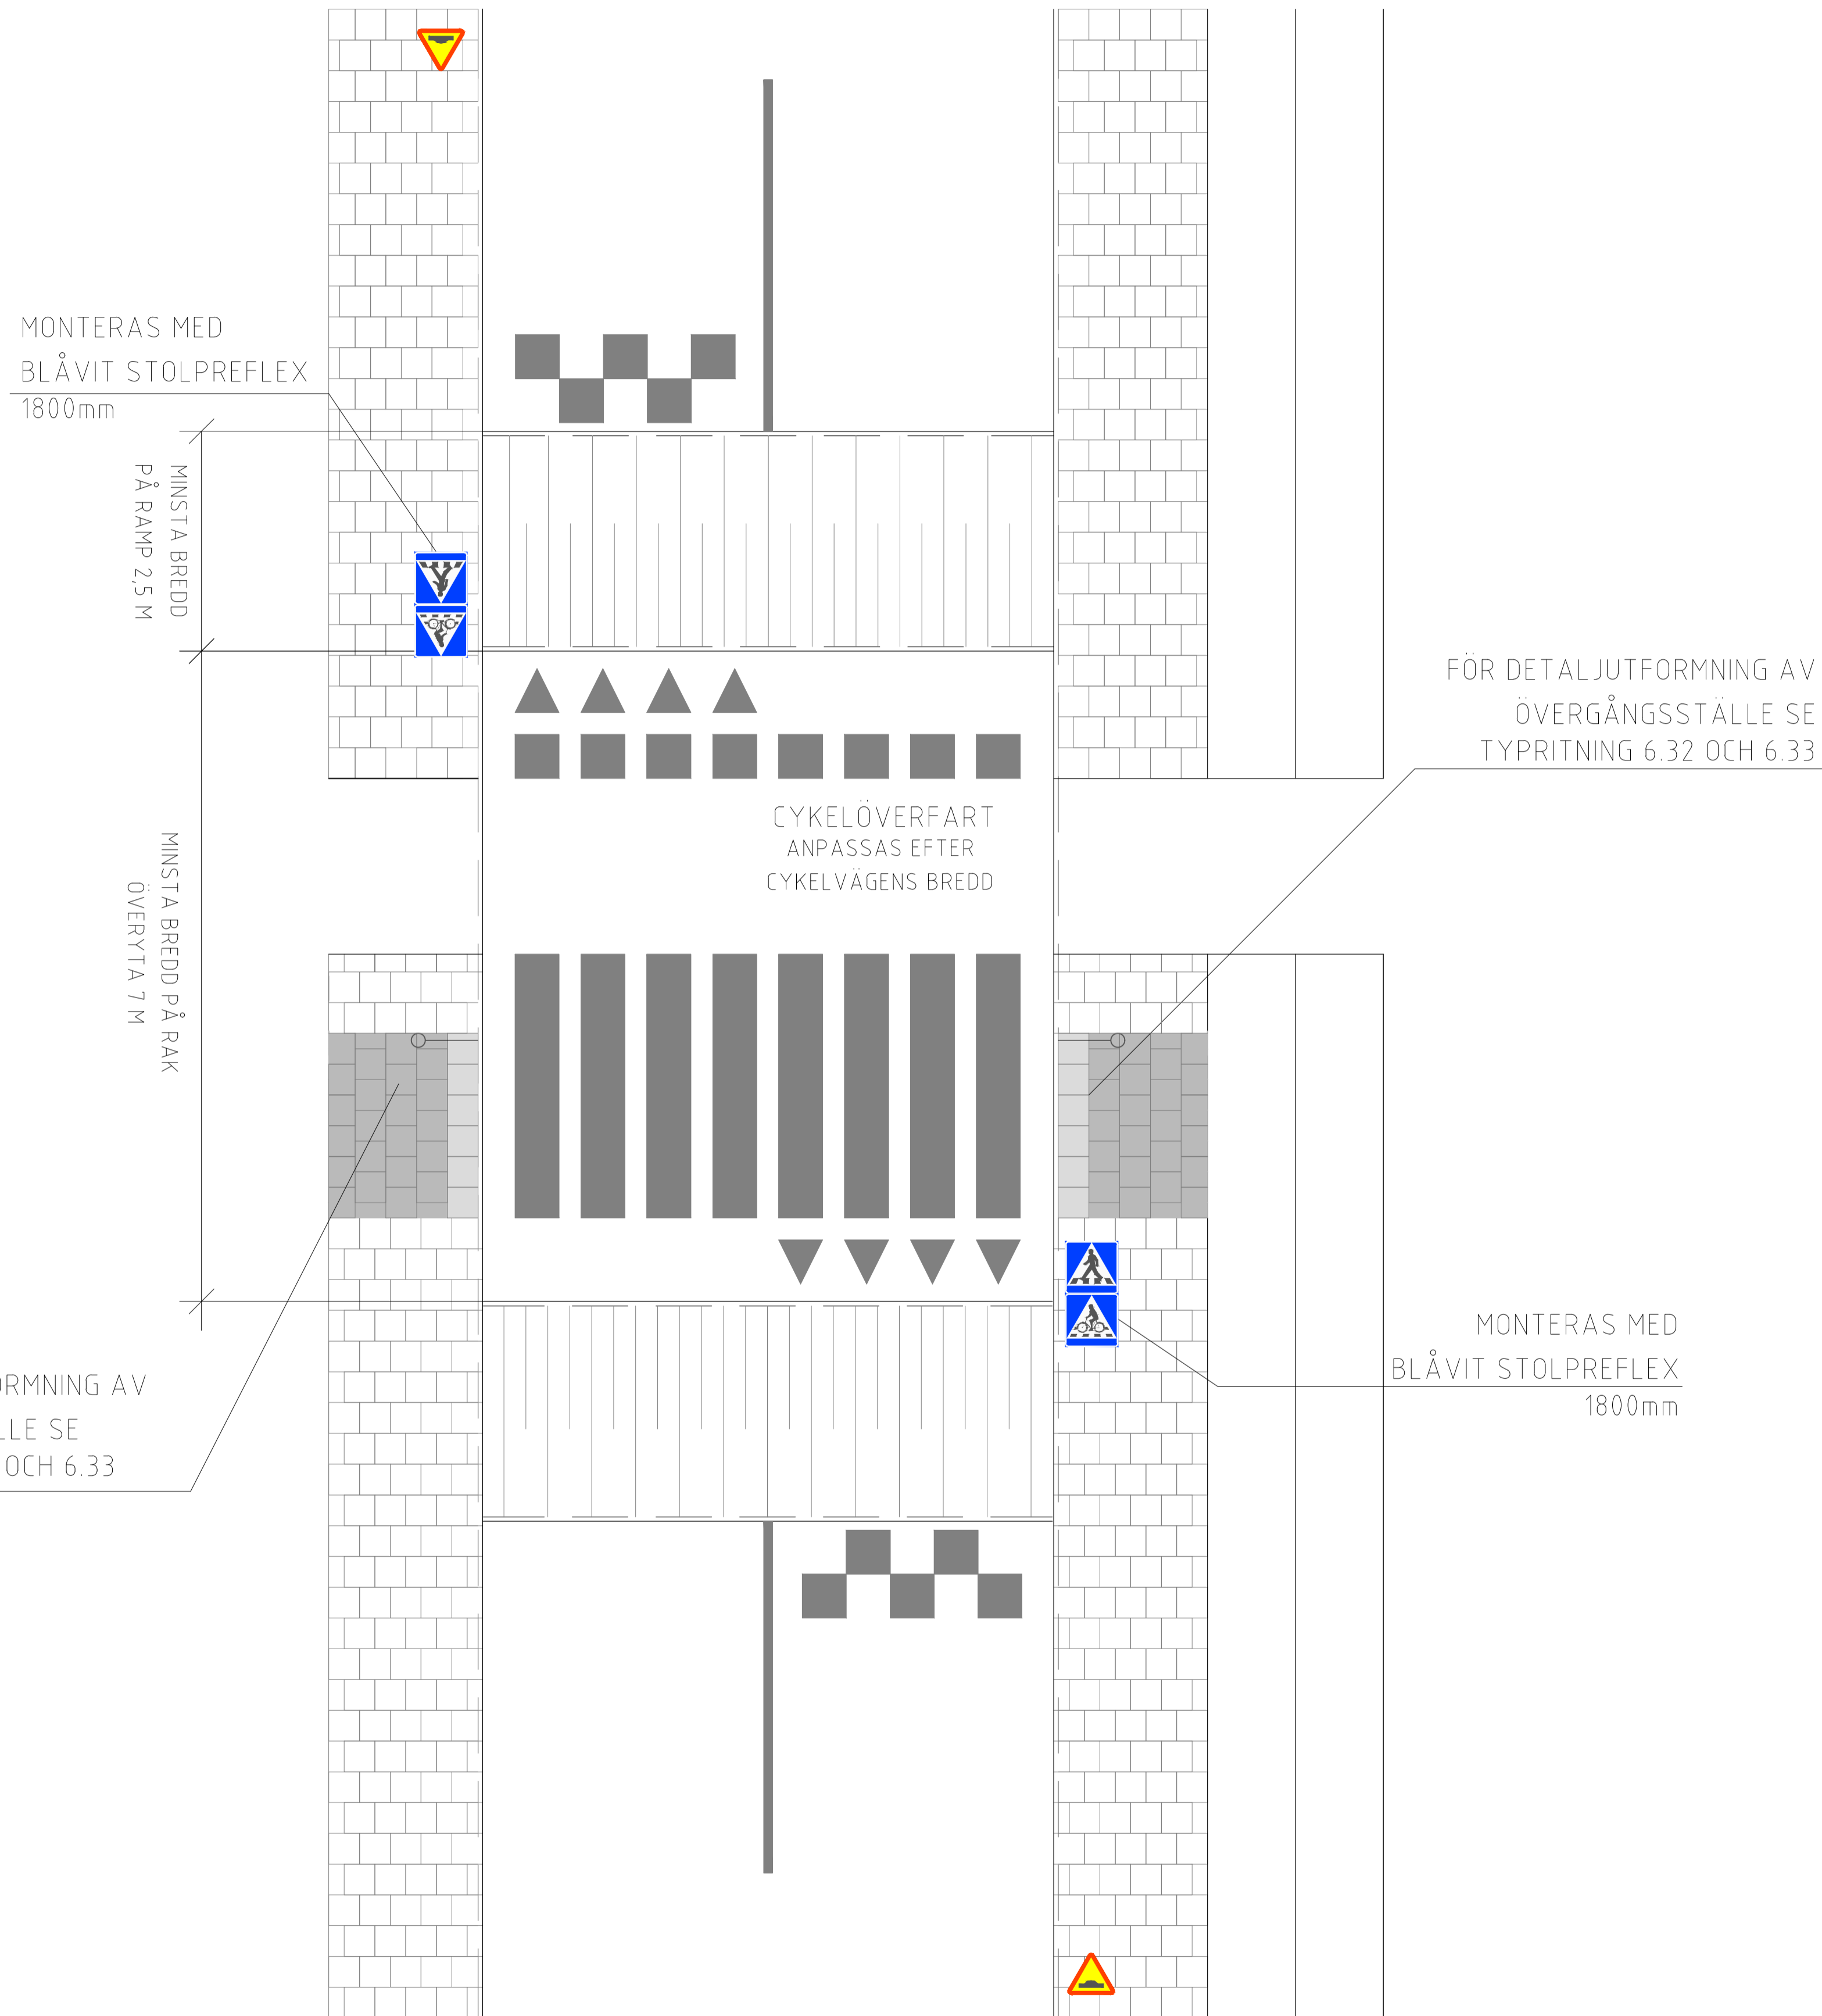 MONTERAS MED
BLÅVIT STOLPREFLEX
1800mm
MINSTA BREDD
PÅ RAMP 2,5 M
FÖR DETALJUTFORMNING AV
ÖVERGÅNGSSTÄLLE SE
TYPRITNING 6.32 OCH 6.33
CYKELÖVERFART
ANPASSAS EFTER
CYKELVÄGENS BREDD
MINSTA BREDD PÅ RAK
ÖVERYTA 7 M
RMNING AV
LLE SE
OCH 6.33
MONTERAS MED
BLÅVIT STOLPREFLEX
1800mm